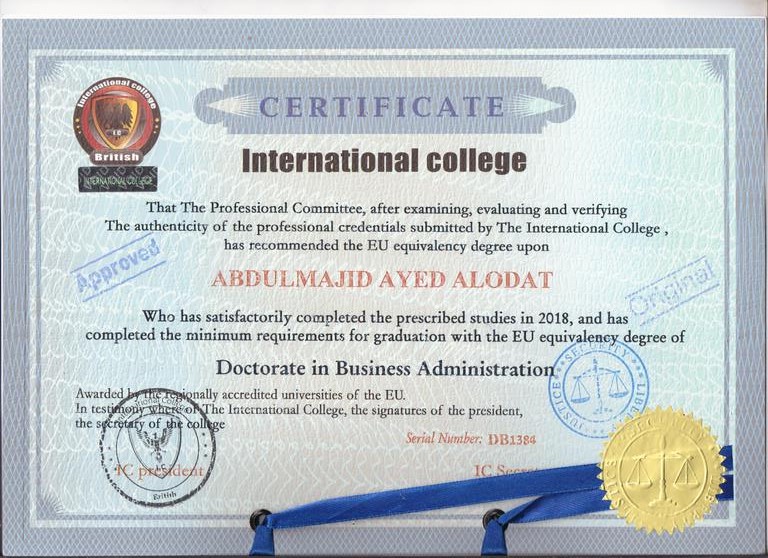 International college
IC
British
INTERNATIONAL COLLEGE
CERTIFICATE
International college
That The Professional Committee, after examining, evaluating and verifying
The authenticity of the professional credentials submitted by The International College ,
has recommended the EU equivalency degree upon
Approved
ABDULMAJID AYED ALODAT
Original
Who has satisfactorily completed the prescribed studies in 2018, and has
completed the minimum requirements for graduation with the EU equivalency degree of
Doctorate in Business Administration
SECURITY
JUSTICE
Awarded by the regionally accredited universities of the EU.
In testimony where of The International College, the signatures of the president,
the secretary of the college
Serial Number: DB1384
IC president
IC
British
IC